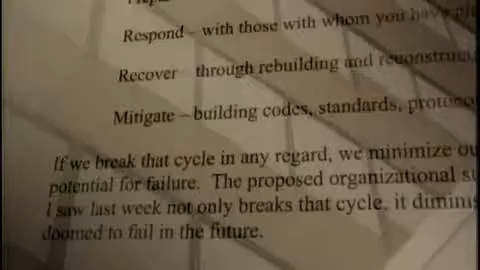 Respond – with those with whom you have
Recover through rebuilding and reconstruc
Mitigate – building codes, standards, protoco
If we break that cycle in any regard, we minimize ou
potential for failure. The proposed organizational
I saw last week not only breaks that cycle, it dimini
doomed to fail in the future.